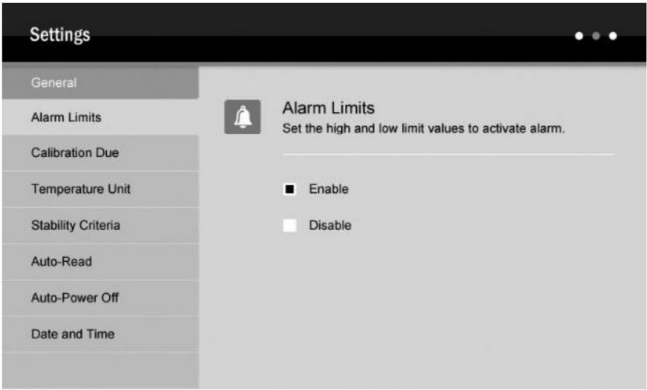 Settings
General
Alarm Limits
Calibration Due
Temperature Unit
Stability Criteria
Auto-Read
Auto-Power Off
Date and Time
Alarm Limits
Set the high and low limit values to activate alarm.
Enable
Disable